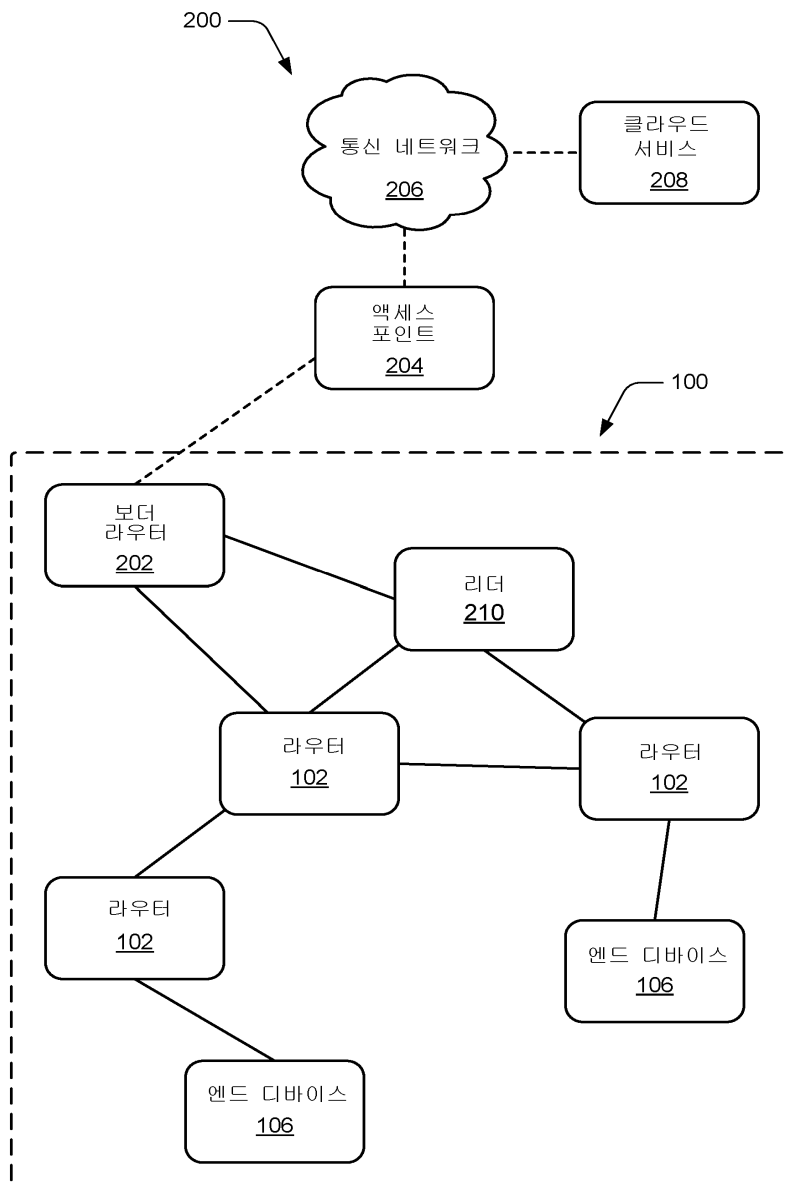 200
통신 네트워크
206
클라우드
서비스
208
액세스
포인트
204
100
보더
라우터
202
리더
210
라우터
102
라우터
102
라우터
102
엔드 디바이스
106
엔드 디바이스
106